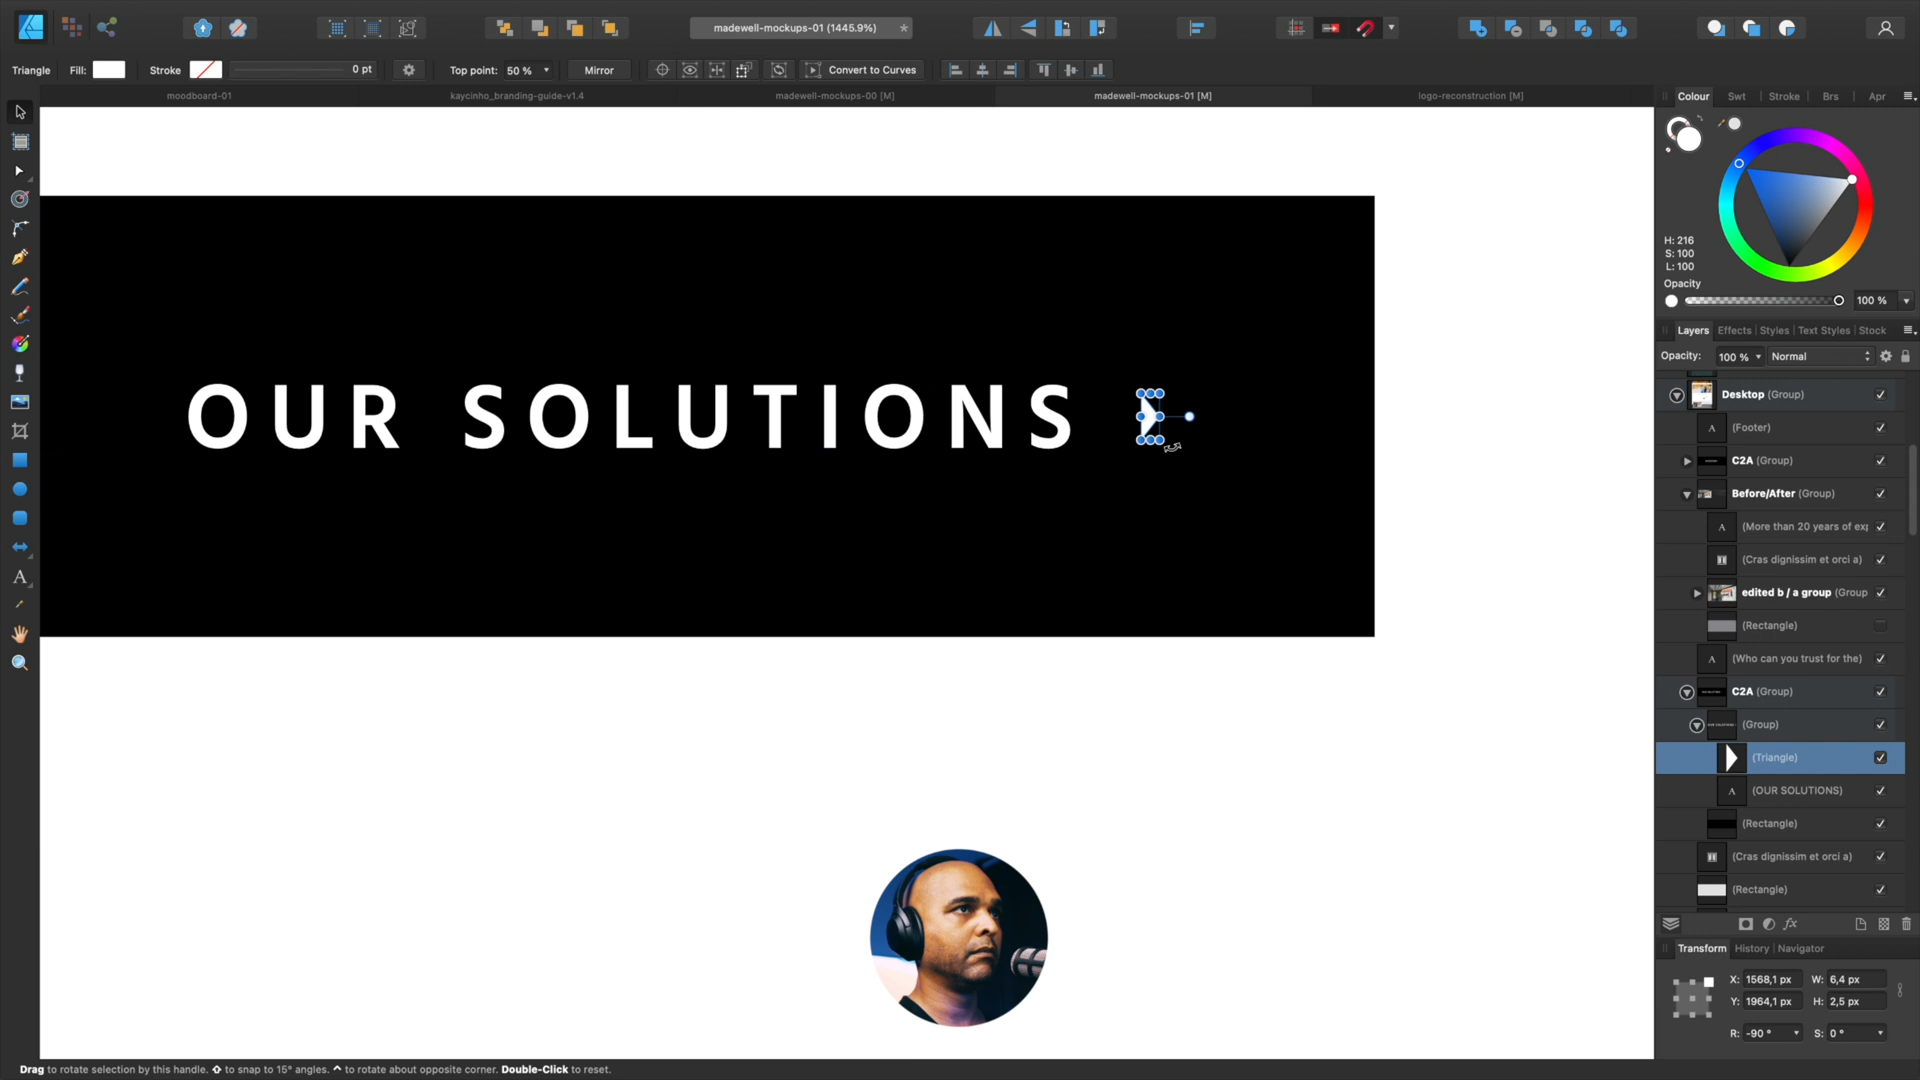 madewell-mockups-01 (1445.9%)
Triangle Fill: Stroke 0 pt Top point: 50 % Mirror Convert to Curves
moodboard-01 kaycinho_branding-guide-v1.4 madewell-mockups-00 [M] madewell-mockups-01 [M] logo-reconstruction [M]
Colour Swt Stroke Brs Apr
H: 216
S: 100
L: 100
Opacity
100 %
Layers Effects Styles Text Styles Stock
Opacity: 100 % Normal
Desktop (Group)
A (Footer)
C2A (Group)
Before/After (Group)
A (More than 20 years of exp
(Cras dignissim et orci a)
edited b / a group (Group
(Rectangle)
A (Who can you trust for the)
C2A (Group)
(Group)
(Triangle)
A (OUR SOLUTIONS)
(Rectangle)
(Cras dignissim et orci a)
(Rectangle)
fx
Transform History Navigator
X: 1568,1 px W: 6,4 px
Y: 1964,1 px H: 2,5 px
R: -90 ° S: 0 °
OUR SOLUTIONS
A
Drag to rotate selection by this handle. ⇧ to snap to 15° angles. ^ to rotate about opposite corner. Double-Click to reset.